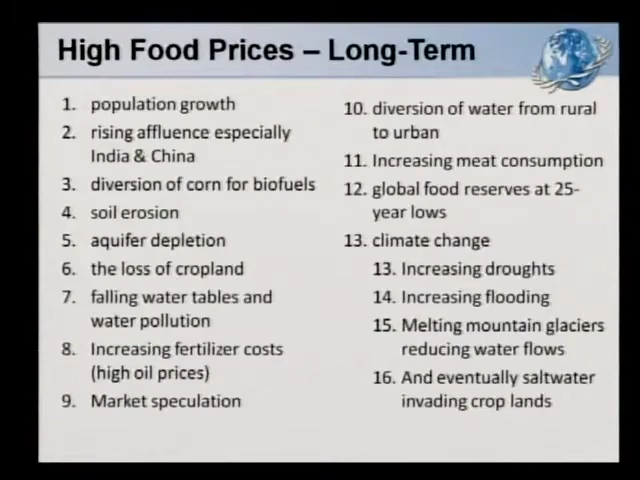 High Food Prices – Long-Term
1. population growth
2. rising affluence especially
India & China
3. diversion of corn for biofuels
4. soil erosion
5. aquifer depletion
6. the loss of cropland
7. falling water tables and
water pollution
8. Increasing fertilizer costs
(high oil prices)
9. Market speculation
10. diversion of water from rural
to urban
11. Increasing meat consumption
12. global food reserves at 25-
year lows
13. climate change
13. Increasing droughts
14. Increasing flooding
15. Melting mountain glaciers
reducing water flows
16. And eventually saltwater
invading crop lands